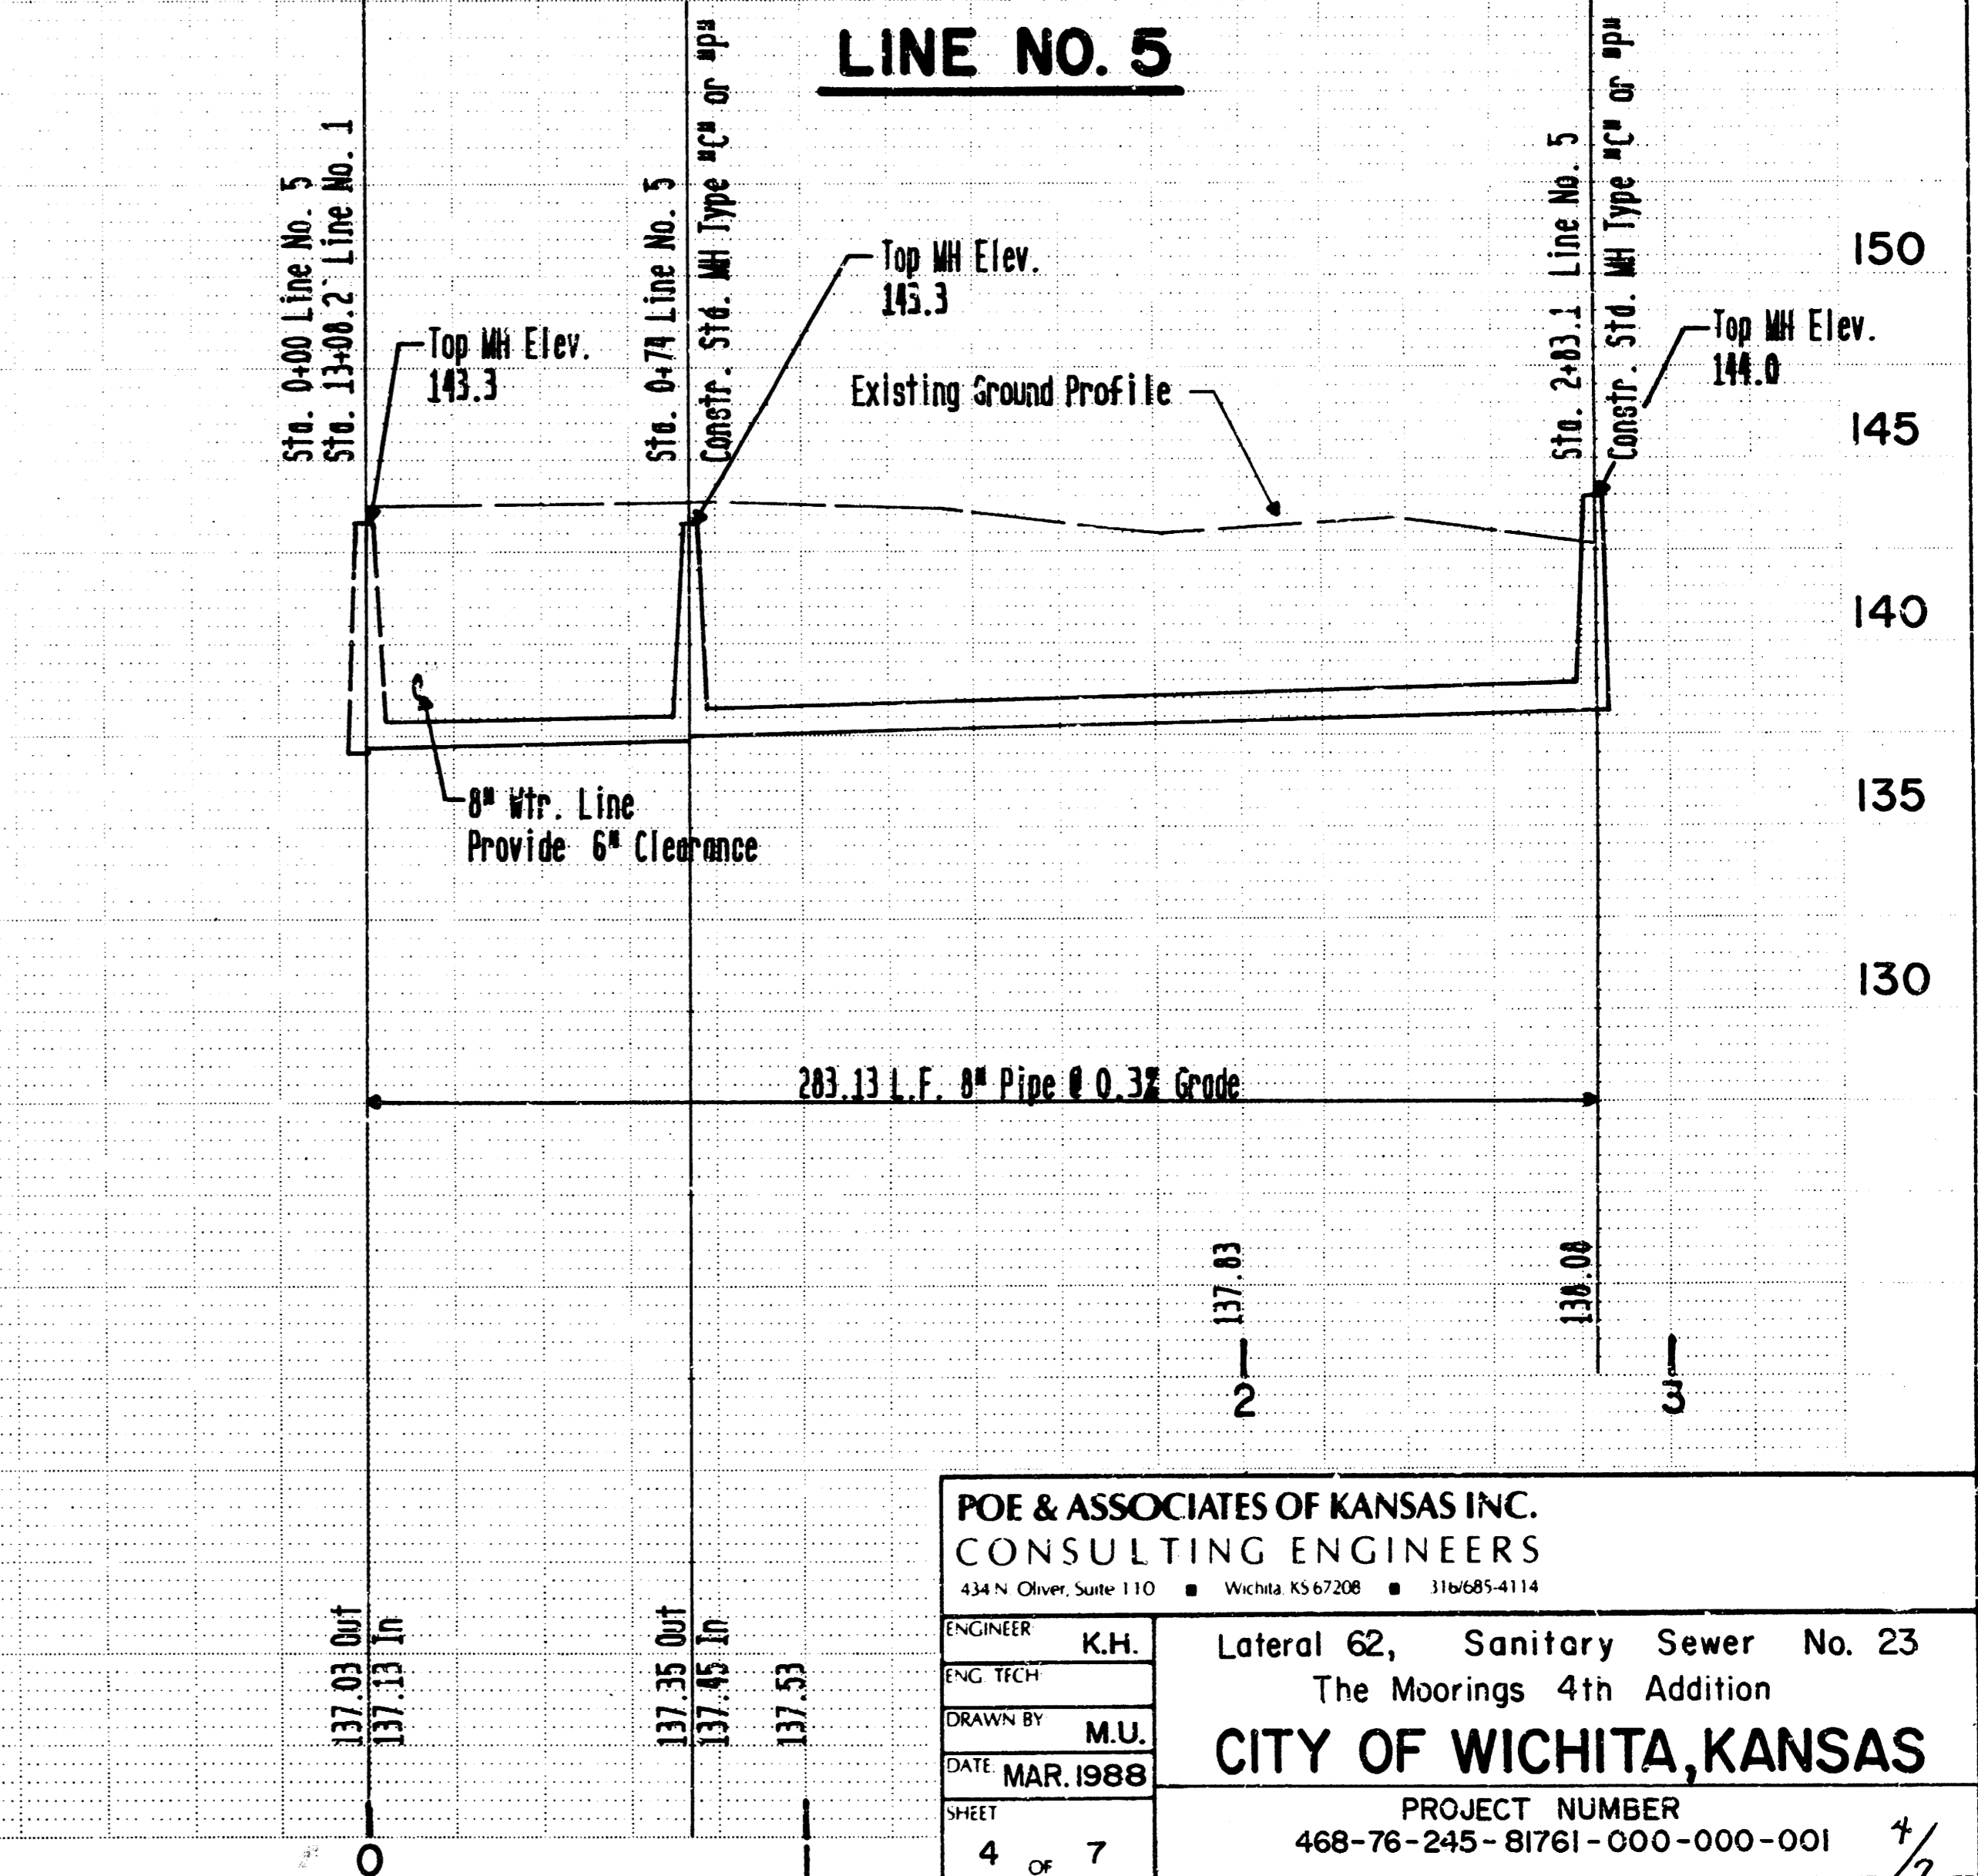 LINE NO. 5
Sta. 0+00 Line No. 5
Sta. 13+08.2 Line No. 1
Sta. 0+74 Line No. 5
Constr. Std. MH Type "C" or "P"
Sta. 2+83.1 Line No. 5
Constr. Std. MH Type "C" or "P"
Top MH Elev.
143.3
Top MH Elev.
143.3
Top MH Elev.
144.0
Existing Ground Profile
150
145
140
135
130
8" Wtr. Line
Provide 6" Clearance
283.13 L.F. 8" Pipe @ 0.3% Grade
137.83
138.08
2
3
137.03 Out
137.13 In
137.35 Out
137.45 In
137.53
0
POE & ASSOCIATES OF KANSAS INC.
CONSULTING ENGINEERS
434 N. Oliver, Suite 110 ■ Wichita, KS 67208 ■ 316/685-4114
ENGINEER K.H.
ENG. TECH
DRAWN BY M.U.
DATE MAR. 1988
SHEET
4 OF 7
Lateral 62, Sanitary Sewer No. 23
The Moorings 4th Addition
CITY OF WICHITA, KANSAS
PROJECT NUMBER
468-76-245-81761-000-000-001
4/7